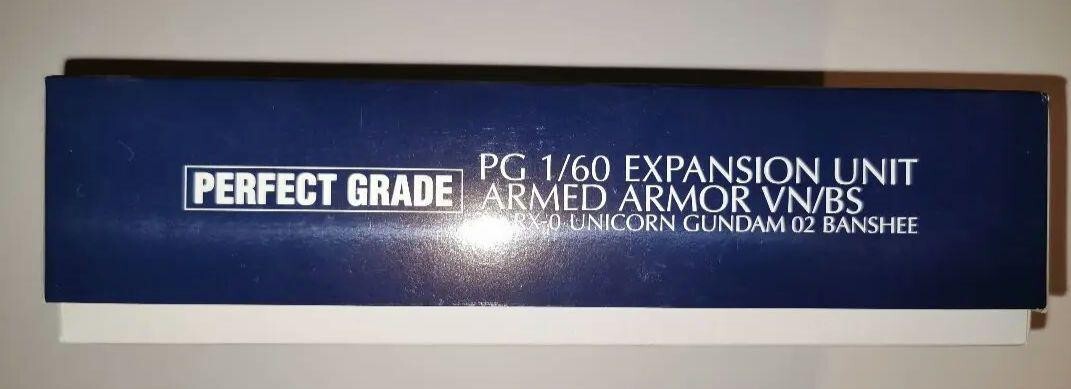 PERFECT GRADE
PG 1/60 EXPANSION UNIT
ARMED ARMOR VN/BS
RX-0 UNICORN GUNDAM 02 BANSHEE